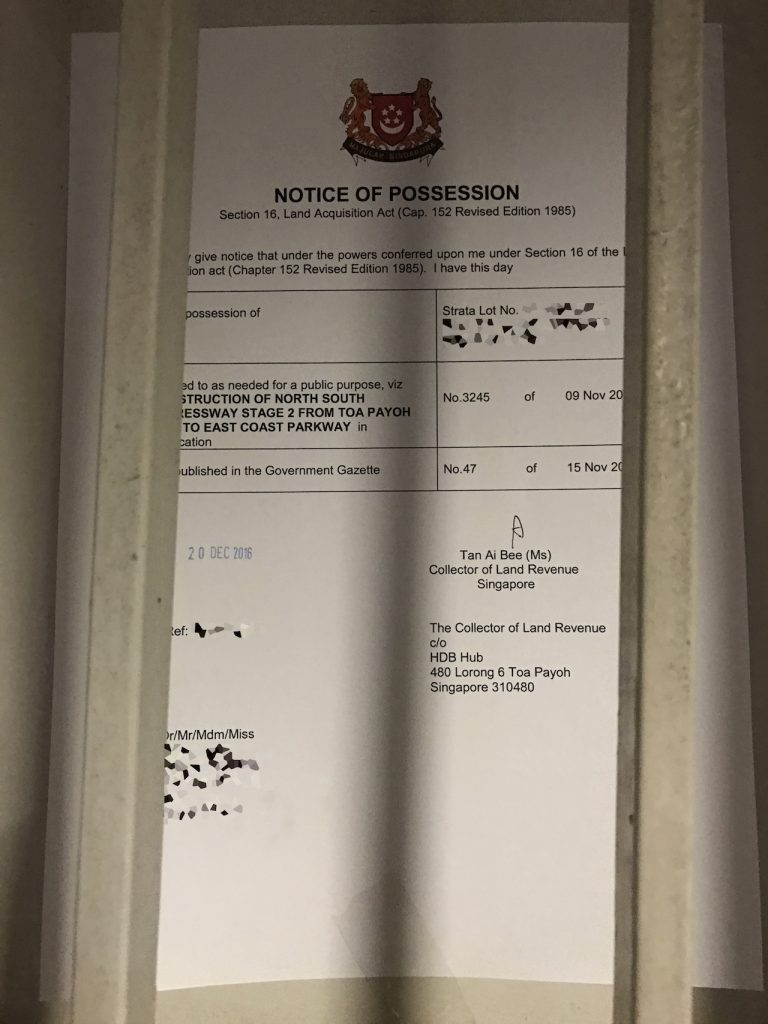 MAJULAH SINGAPURA
NOTICE OF POSSESSION
Section 16, Land Acquisition Act (Cap. 152 Revised Edition 1985)
y give notice that under the powers conferred upon me under Section 16 of the
ion act (Chapter 152 Revised Edition 1985). I have this day
possession of
Strata Lot No.
ed to as needed for a public purpose, viz
STRUCTION OF NORTH SOUTH
RESSWAY STAGE 2 FROM TOA PAYOH
TO EAST COAST PARKWAY in
cation
No.3245 of 09 Nov 20
ublished in the Government Gazette
No.47 of 15 Nov 20
20 DEC 2016
Tan Ai Bee (Ms)
Collector of Land Revenue
Singapore
Ref:
The Collector of Land Revenue
c/o
HDB Hub
480 Lorong 6 Toa Payoh
Singapore 310480
Dr/Mr/Mdm/Miss